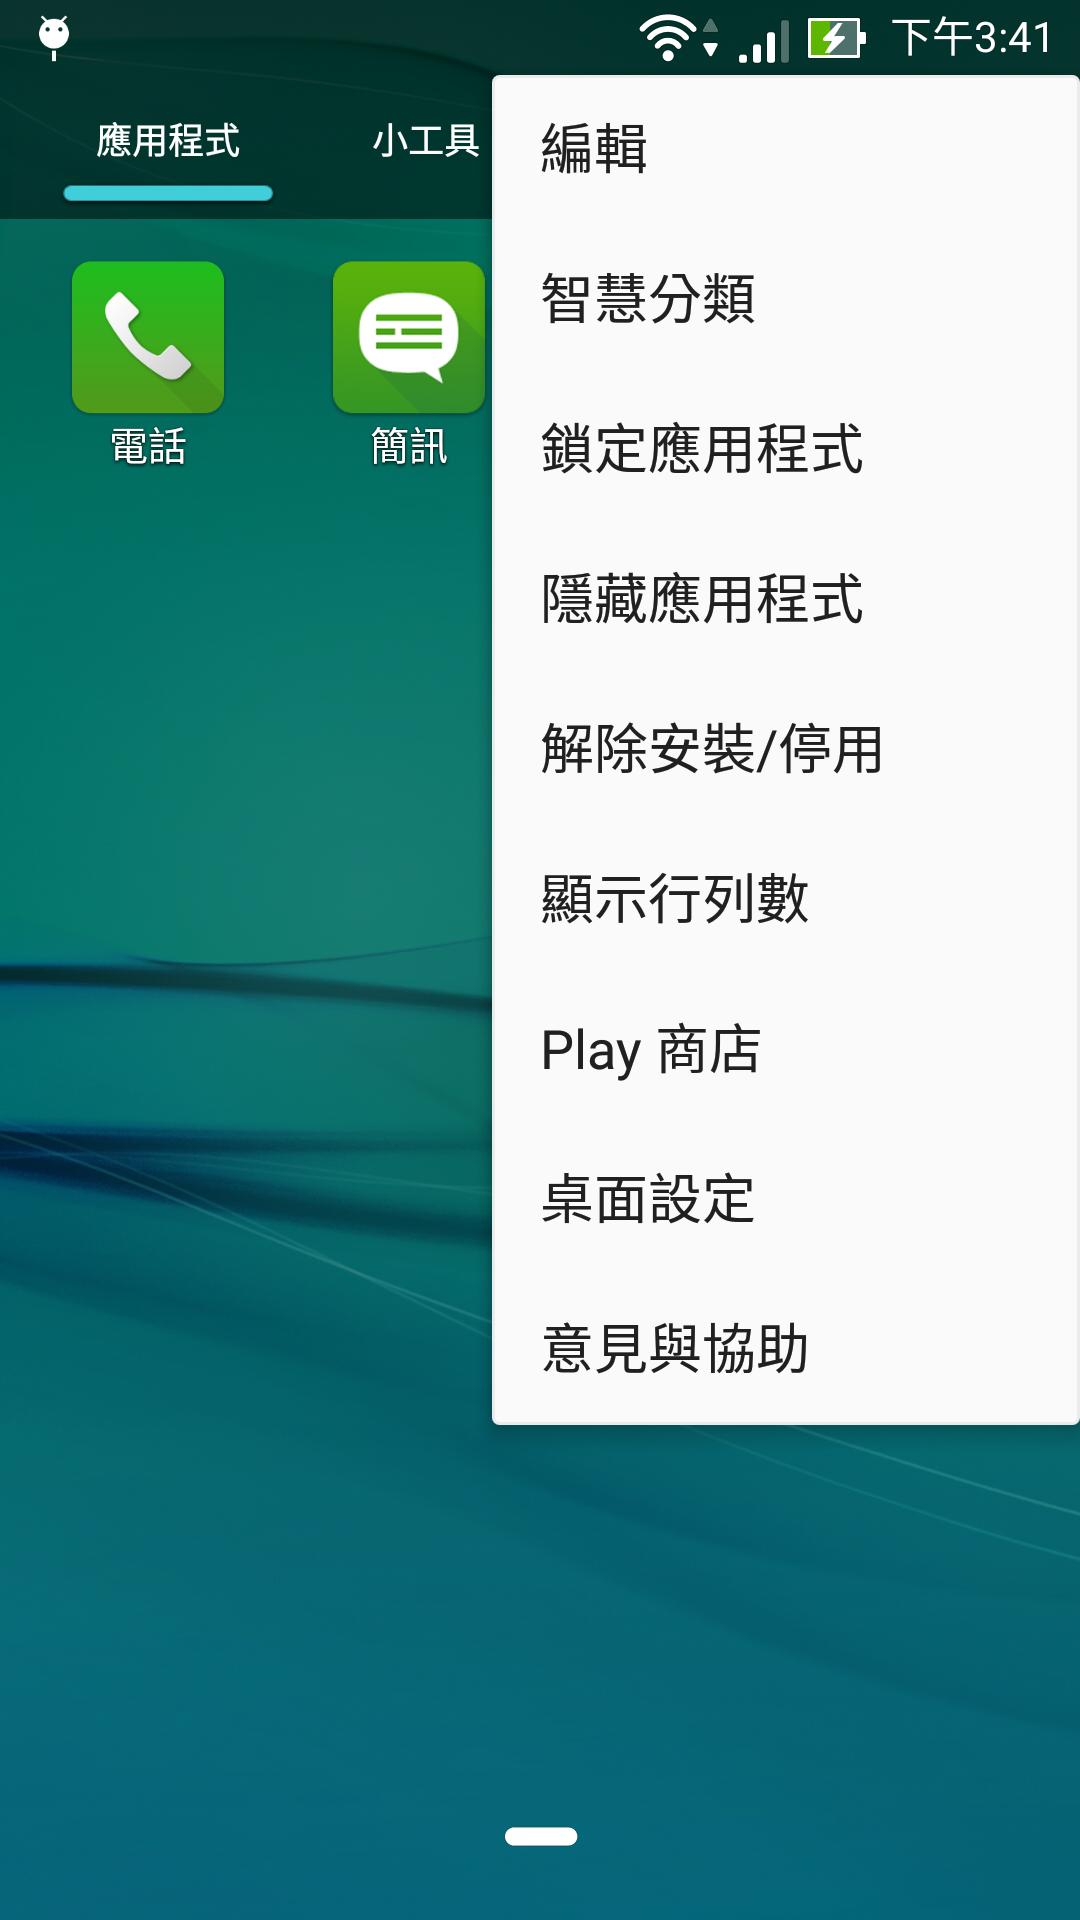 下午3:41
應用程式
小工具
電話
簡訊
編輯
智慧分類
鎖定應用程式
隱藏應用程式
解除安裝/停用
顯示行列數
Play 商店
桌面設定
意見與協助